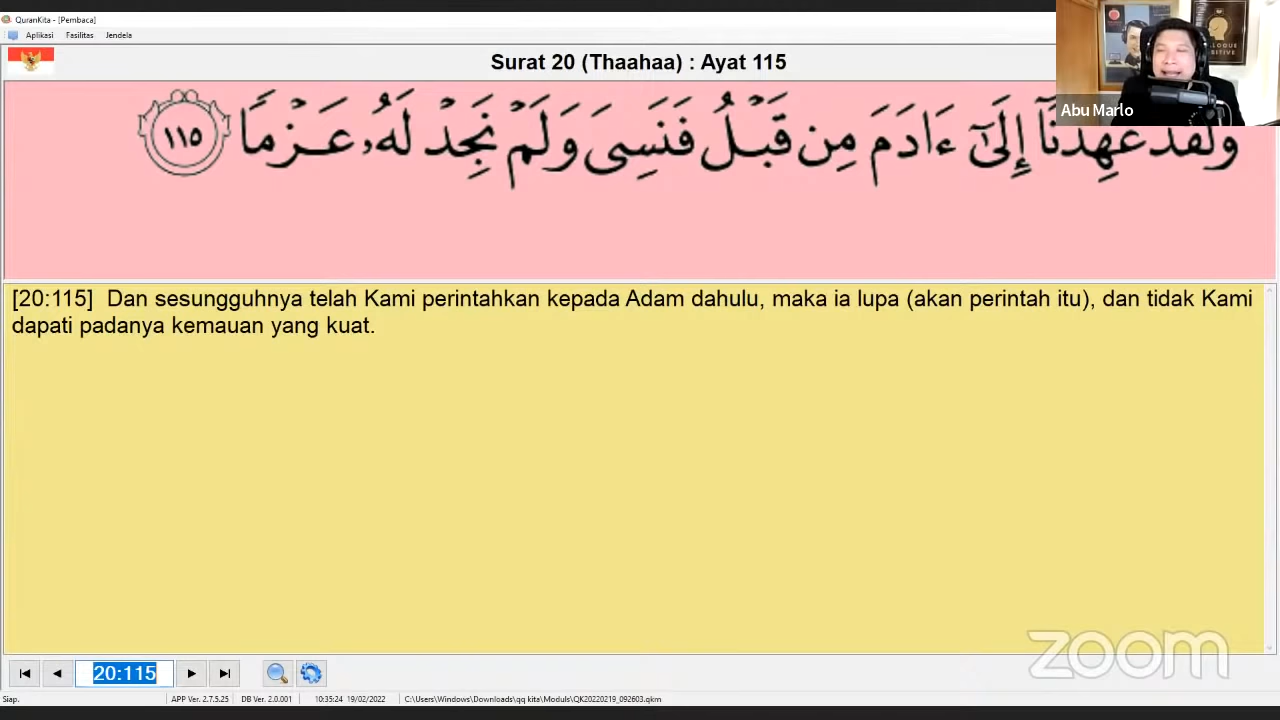 QuranKita - [Pembaca]
Aplikasi Fasilitas Jendela
Surat 20 (Thaahaa) : Ayat 115
Abu Marlo
وَلَقَدْ عَهِدْنَآ إِلَىٰٓ ءَادَمَ مِن قَبْلُ فَنَسِىَ وَلَمْ نَجِدْ لَهُۥ عَزْمًا ١١٥
[20:115] Dan sesungguhnya telah Kami perintahkan kepada Adam dahulu, maka ia lupa (akan perintah itu), dan tidak Kami
dapati padanya kemauan yang kuat.
zoom
20:115
Siap. APP Ver. 2.7.5.25 DB Ver. 2.0.001 10:35:24 19/02/2022 C:\Users\Windows\Downloads\qq kita\Moduls\QK20220219_092603.qkm